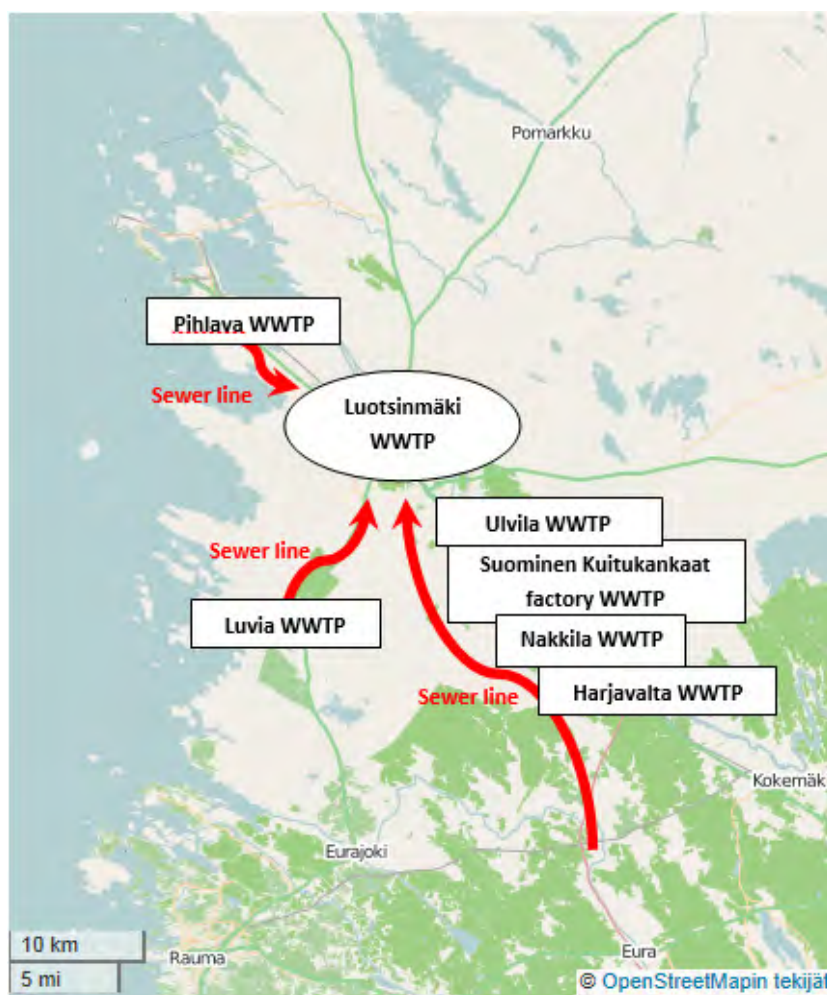 Pomarkku
Pihlava WWTP
Sewer line
Luotsinmäki
WWTP
Ulvila WWTP
Sewer line
Suominen Kuitukankaat
factory WWTP
Luvia WWTP
Nakkila WWTP
Sewer line
Harjavalta WWTP
Kokemäk
Eurajoki
10 km
5 mi
Rauma
Eura
© OpenStreetMapin tekijät